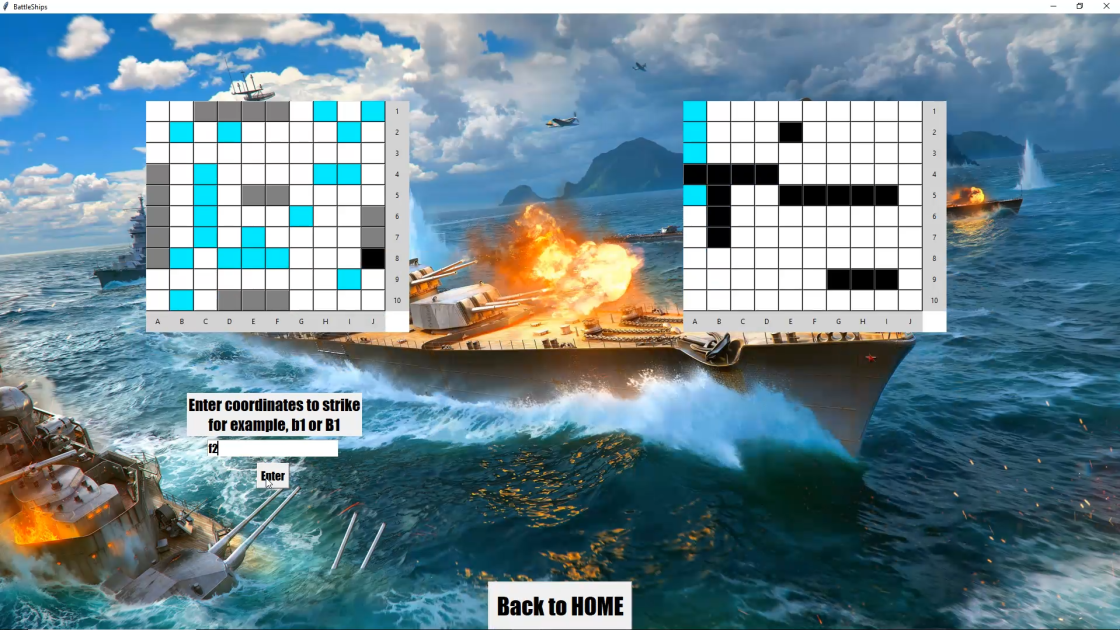 BattleShips
1
2
3
4
5
6
7
8
9
10
A B C D E F G H I J
1
2
3
4
5
6
7
8
9
10
A B C D E F G H I J
Enter coordinates to strike
for example, b1 or B1
f2
Enter
Back to HOME